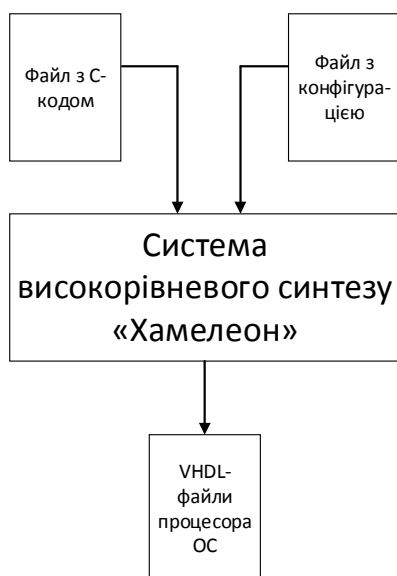 Файл з С-
кодом
Файл з
конфігура-
цією
Система
високорівневого синтезу
«Хамелеон»
VHDL-
файли
процесора
ОС